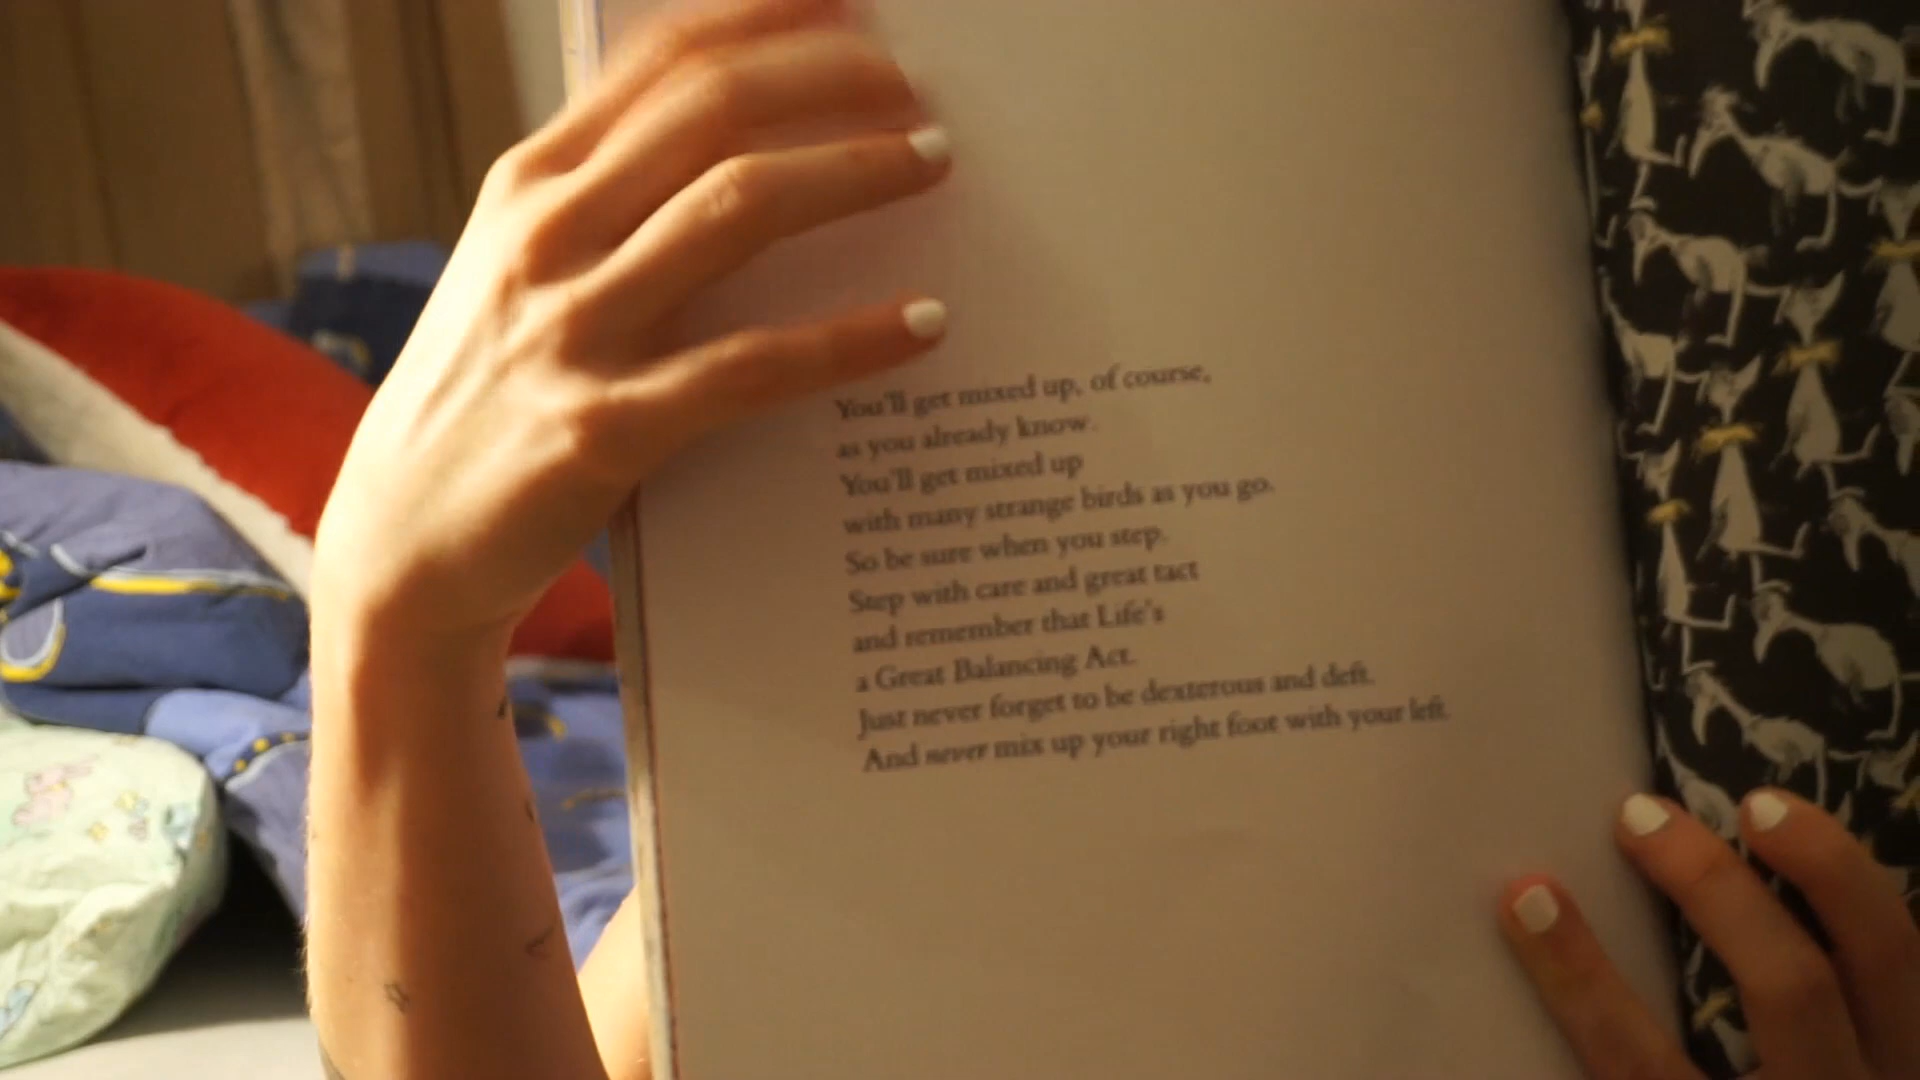 You'll get mixed up, of course,
as you already know.
You'll get mixed up
with many strange birds as you go.
So be sure when you step.
Step with care and great tact
and remember that Life's
a Great Balancing Act.
Just never forget to be dexterous and deft.
And never mix up your right foot with your left.